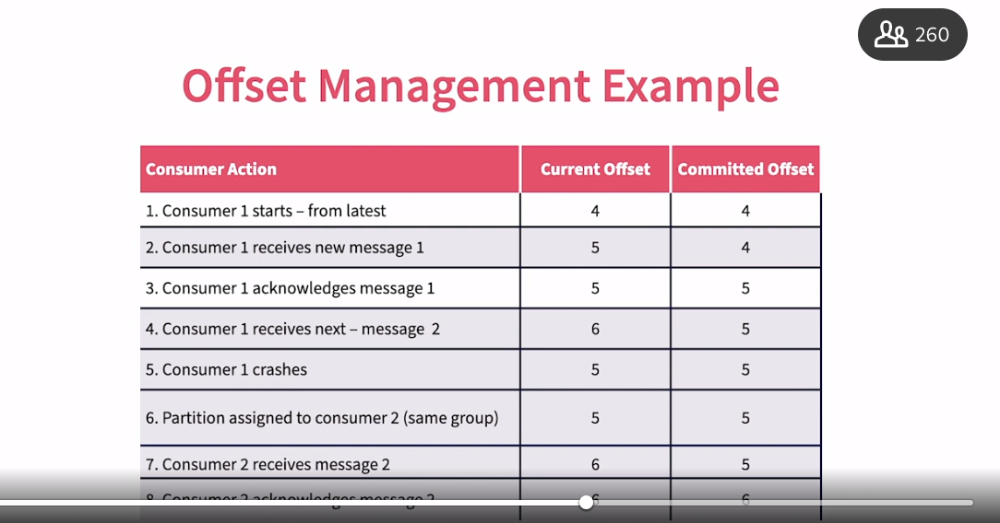 260
Offset Management Example
Consumer Action Current Offset Committed Offset
1. Consumer 1 starts – from latest 4 4
2. Consumer 1 receives new message 1 5 4
3. Consumer 1 acknowledges message 1 5 5
4. Consumer 1 receives next – message 2 6 5
5. Consumer 1 crashes 5 5
6. Partition assigned to consumer 2 (same group) 5 5
7. Consumer 2 receives message 2 6 5
8. Consumer 2 acknowledges message 2 6 6